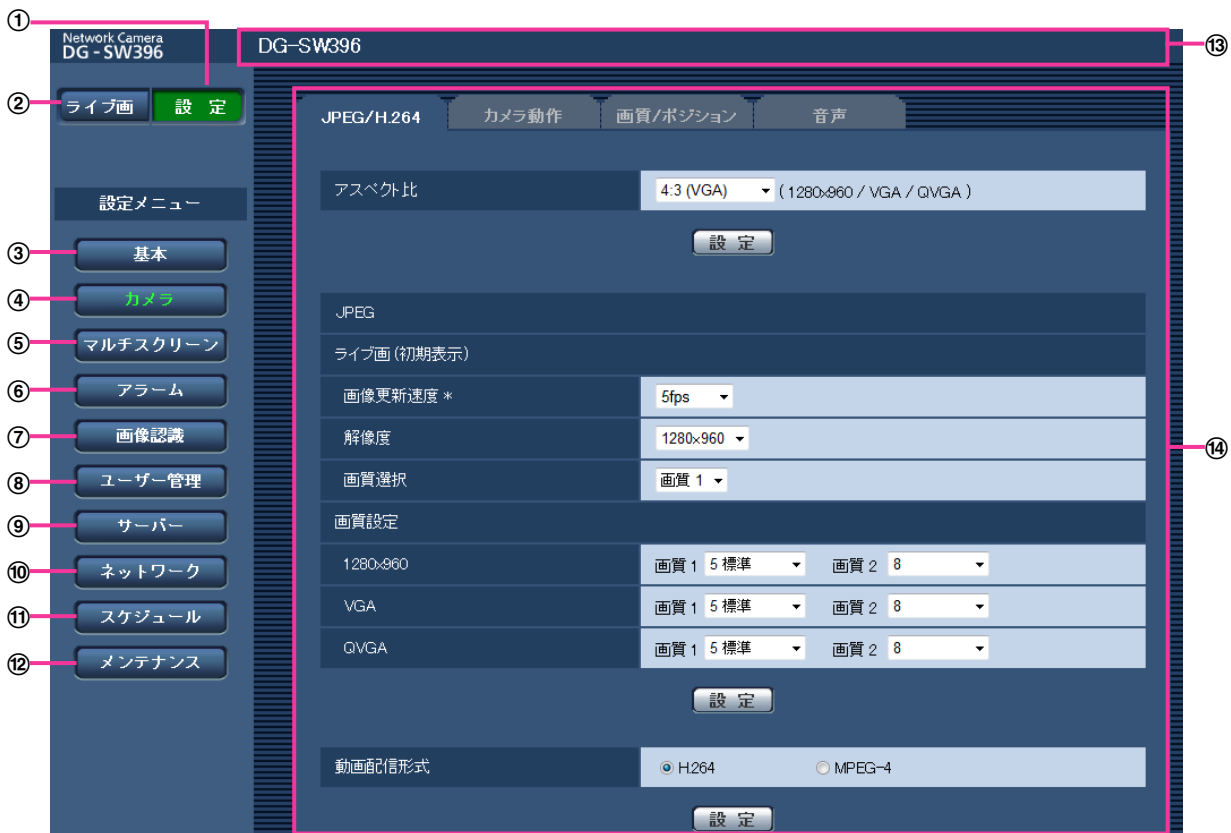 ①
Network Camera
DG-SW396
DG-SW396
⑬
②
ライブ画
設 定
JPEG/H.264
カメラ動作
画質/ポジション
音声
アスペクト比
4:3 (VGA)
( 1280x960 / VGA / QVGA )
設 定
設定メニュー
③
基本
④
カメラ
⑤
マルチスクリーン
⑥
アラーム
⑦
画像認識
⑧
ユーザー管理
⑨
サーバー
⑩
ネットワーク
⑪
スケジュール
⑫
メンテナンス
JPEG
ライブ画(初期表示)
画像更新速度 *
5fps
解像度
1280x960
⑭
画質選択
画質 1
画質設定
1280x960
画質 1 5 標準 画質 2 8
VGA
画質 1 5 標準 画質 2 8
QVGA
画質 1 5 標準 画質 2 8
設 定
動画配信形式
H.264
MPEG-4
設 定